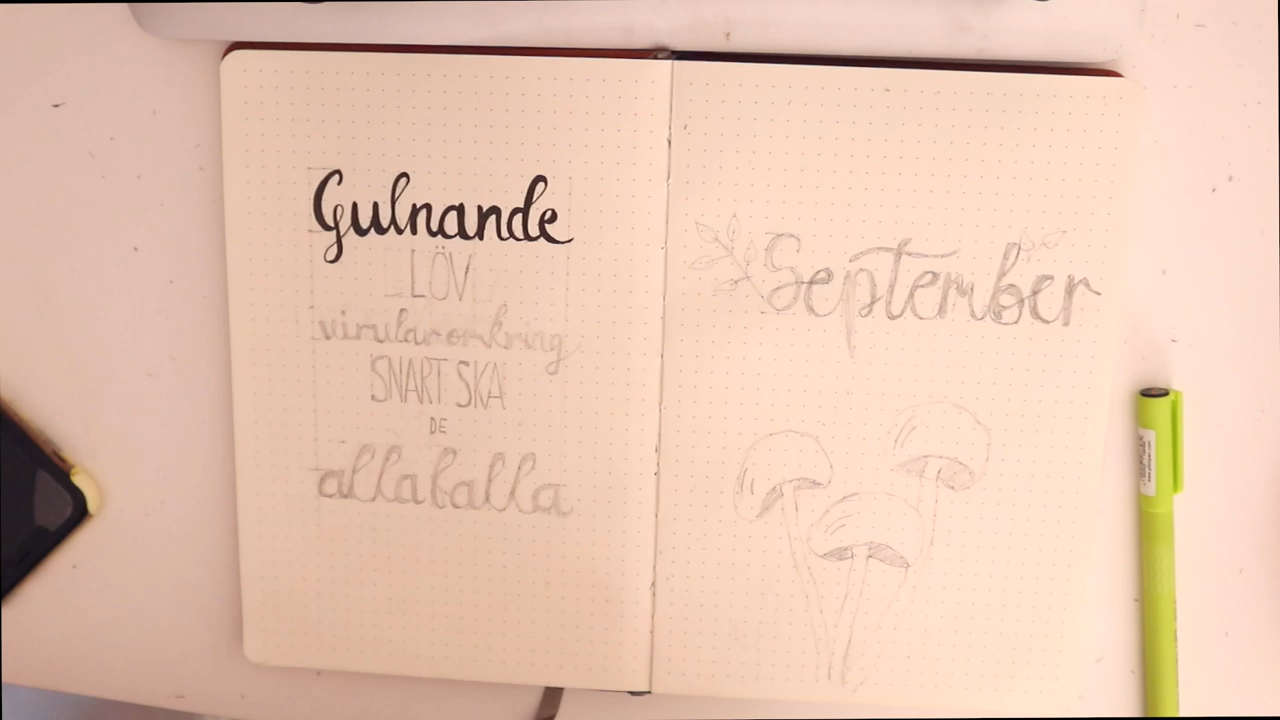 Gulnande
LÖV
virvlar omkring
SNART SKA
DE
alla falla
September